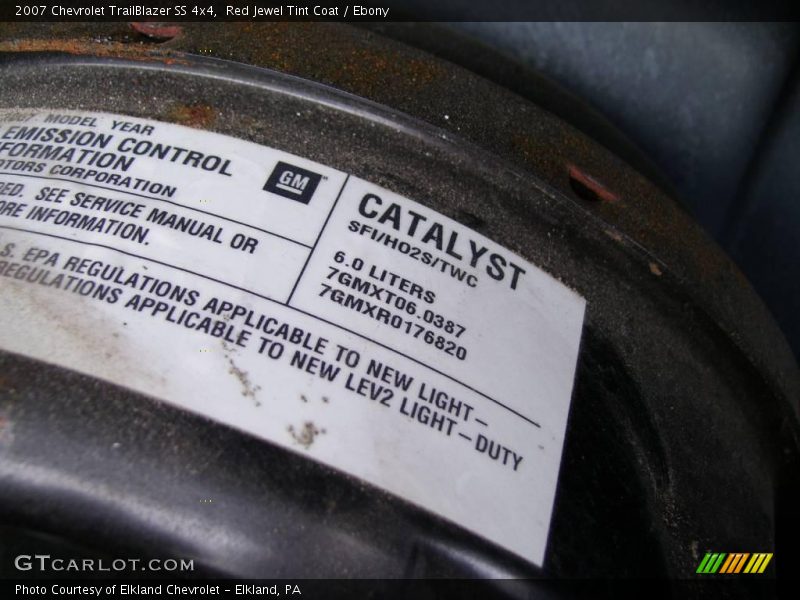 2007 Chevrolet TrailBlazer SS 4x4,  Red Jewel Tint Coat / Ebony
MODEL YEAR
EMISSION CONTROL
FORMATION
OTORS CORPORATION
GM
DED. SEE SERVICE MANUAL OR
ORE INFORMATION.
CATALYST
SFI/HO2S/TWC
6.0 LITERS
7GMXT06.0387
7GMXR0176820
S. EPA REGULATIONS APPLICABLE TO NEW LIGHT-
REGULATIONS APPLICABLE TO NEW LEV2 LIGHT-DUTY
GTCARLOT.COM
Photo Courtesy of Elkland Chevrolet - Elkland, PA